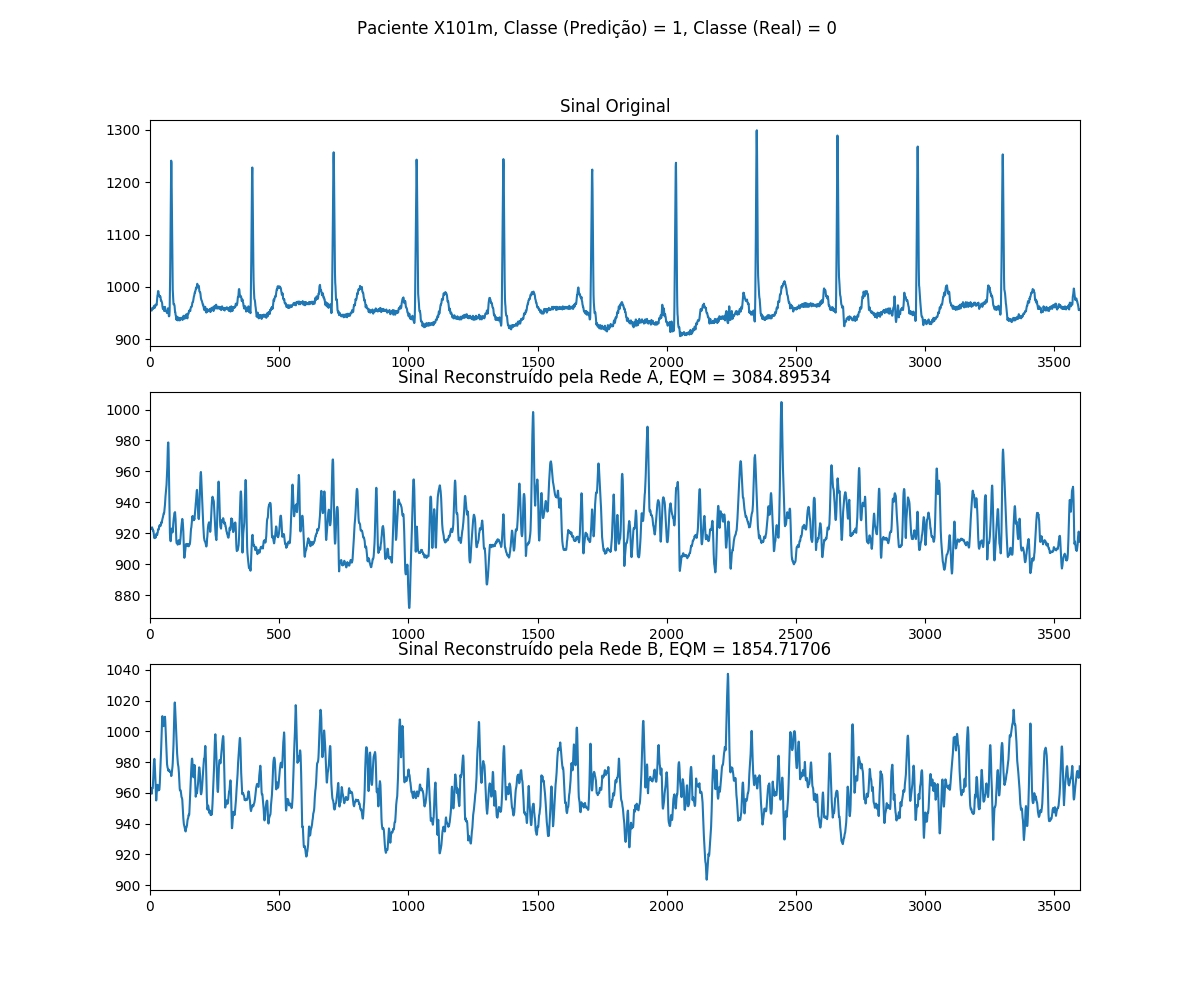 Paciente X101m, Classe (Predição) = 1, Classe (Real) = 0
Sinal Original
1300
1200
1100
1000
900
0 500 1000 1500 2000 2500 3000 3500
Sinal Reconstruído pela Rede A, EQM = 3084.89534
1000
980
960
940
920
900
880
0 500 1000 1500 2000 2500 3000 3500
Sinal Reconstruído pela Rede B, EQM = 1854.71706
1040
1020
1000
980
960
940
920
900
0 500 1000 1500 2000 2500 3000 3500